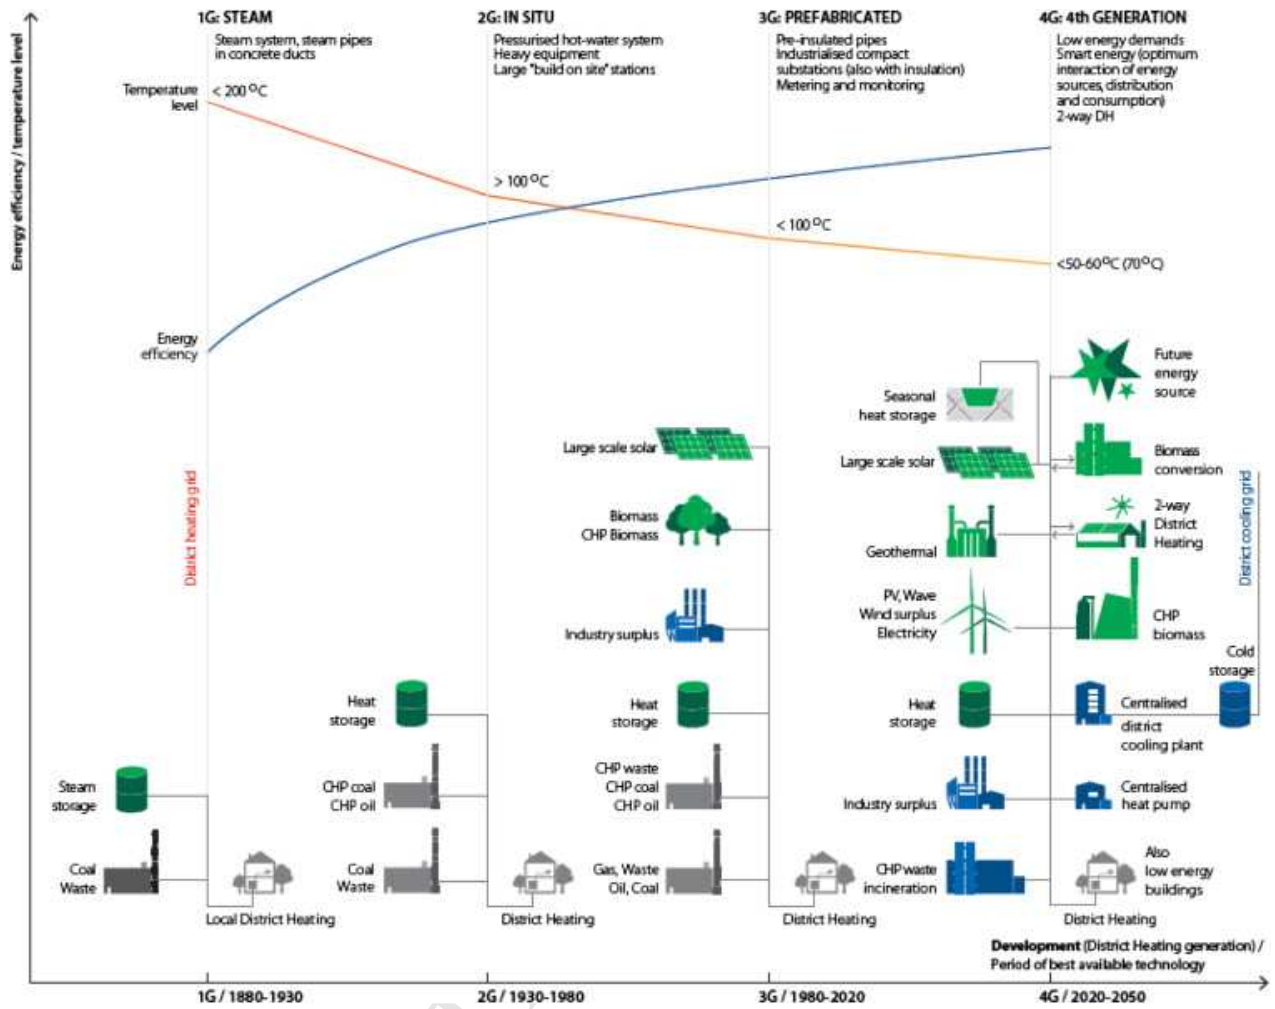 1G: STEAM
Steam system, steam pipes
in concrete ducts
2G: IN SITU
Pressurised hot-water system
Heavy equipment
Large "build on site" stations
3G: PREFABRICATED
Pre-insulated pipes
Industrialised compact
substations (also with insulation)
Metering and monitoring
4G: 4th GENERATION
Low energy demands
Smart energy (optimum
interaction of energy
sources, distribution
and consumption)
2-way DH
Energy efficiency / temperature level
Temperature
level
< 200 °C
> 100 °C
< 100 °C
<50-60°C (70°C)
Energy
efficiency
District heating grid
Steam
storage
Coal
Waste
Local District Heating
Heat
storage
CHP coal
CHP oil
Coal
Waste
District Heating
Large scale solar
Biomass
CHP Biomass
Industry surplus
Heat
storage
CHP waste
CHP coal
CHP oil
Gas, Waste
Oil, Coal
District Heating
Seasonal
heat storage
Large scale solar
Geothermal
PV, Wave
Wind surplus
Electricity
Heat
storage
Industry surplus
CHP waste
incineration
Future
energy
source
Biomass
conversion
2-way
District
Heating
CHP
biomass
Centralised
district
cooling plant
Centralised
heat pump
Also
low energy
buildings
District Heating
District cooling grid
Cold
storage
Development (District Heating generation) /
Period of best available technology
1G / 1880-1930
2G / 1930-1980
3G / 1980-2020
4G / 2020-2050